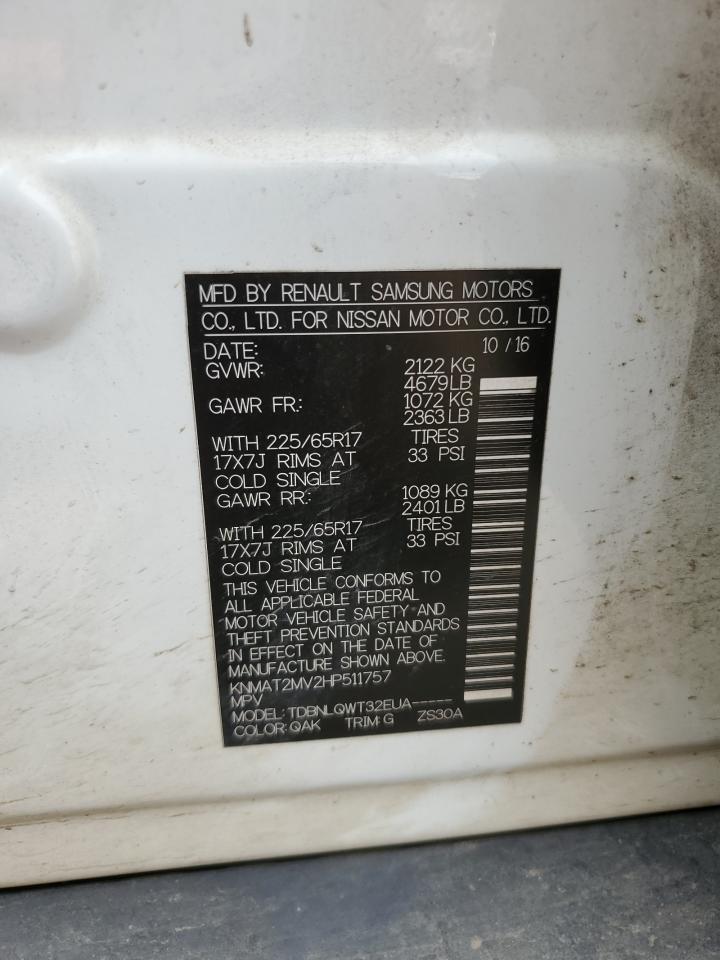 MFD BY RENAULT SAMSUNG MOTORS
CO., LTD. FOR NISSAN MOTOR CO., LTD.
DATE: 10 / 16
GVWR: 2122 KG
4679 LB
GAWR FR.: 1072 KG
2363 LB
WITH 225/65R17 TIRES
17X7J RIMS AT 33 PSI
COLD SINGLE
GAWR RR.: 1089 KG
2401 LB
WITH 225/65R17 TIRES
17X7J RIMS AT 33 PSI
COLD SINGLE
THIS VEHICLE CONFORMS TO
ALL APPLICABLE FEDERAL
MOTOR VEHICLE SAFETY AND
THEFT PREVENTION STANDARDS
IN EFFECT ON THE DATE OF
MANUFACTURE SHOWN ABOVE.
KNMAT2MV2HP511757
MPV
MODEL: TDBNLQWT32EUA-----
COLOR: QAK TRIM: G ZS30A